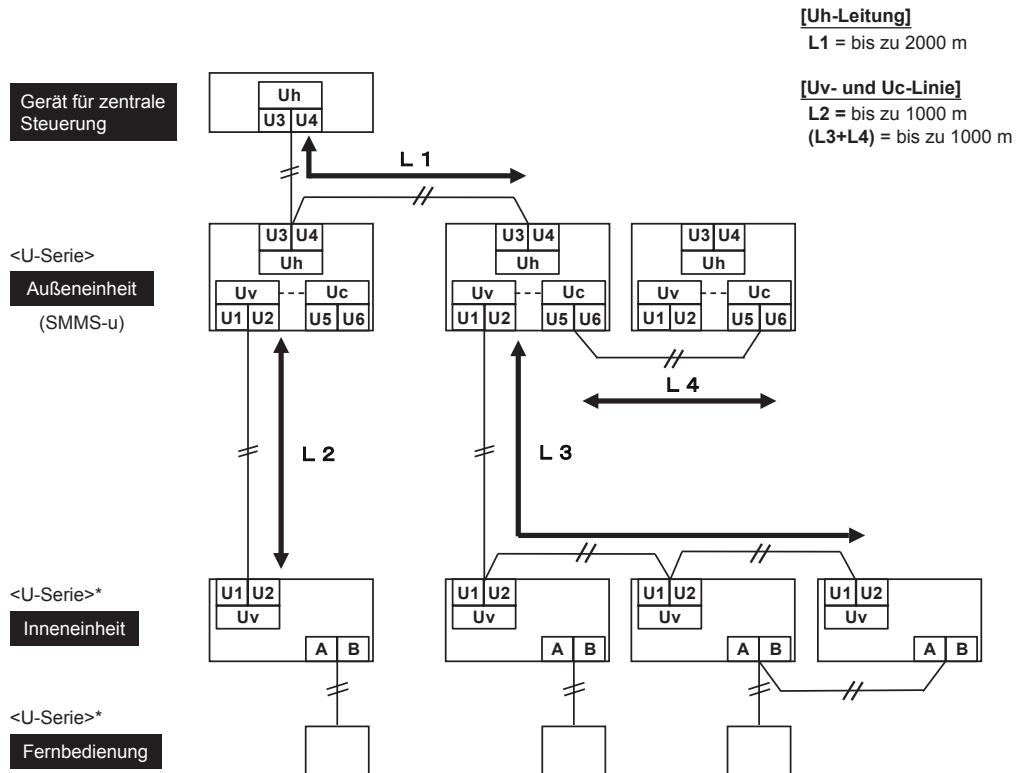 [Uh-Leitung]
L1 = bis zu 2000 m
[Uv- und Uc-Linie]
L2 = bis zu 1000 m
(L3+L4) = bis zu 1000 m
Gerät für zentrale
Steuerung
Uh
U3 U4
L 1
<U-Serie>
Außeneinheit
(SMMS-u)
U3 U4 U3 U4 U3 U4
Uh Uh Uh
Uv Uc Uv Uc Uv Uc
U1 U2 U5 U6 U1 U2 U5 U6 U1 U2 U5 U6
L 4
L 2 L 3
<U-Serie>*
Inneneinheit
U1 U2 U1 U2 U1 U2 U1 U2
Uv Uv Uv Uv
A B A B A B A B
<U-Serie>*
Fernbedienung